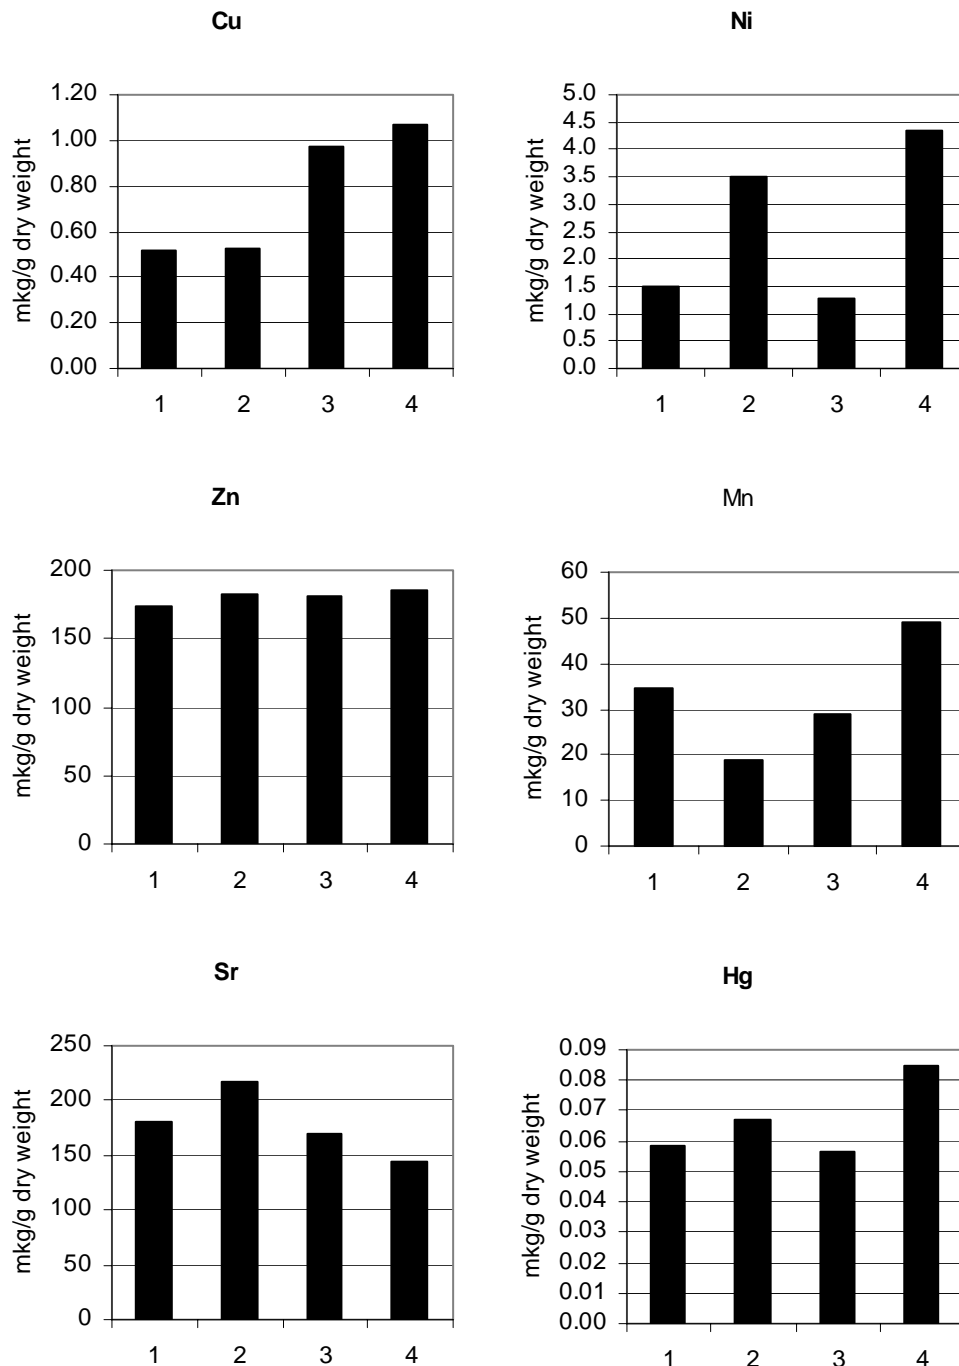 Cu
mkg/g dry weight
1.20
1.00
0.80
0.60
0.40
0.20
0.00
1 2 3 4
Ni
mkg/g dry weight
5.0
4.5
4.0
3.5
3.0
2.5
2.0
1.5
1.0
0.5
0.0
1 2 3 4
Zn
mkg/g dry weight
200
150
100
50
0
1 2 3 4
Mn
mkg/g dry weight
60
50
40
30
20
10
0
1 2 3 4
Sr
mkg/g dry weight
250
200
150
100
50
0
1 2 3 4
Hg
mkg/g dry weight
0.09
0.08
0.07
0.06
0.05
0.04
0.03
0.02
0.01
0.00
1 2 3 4